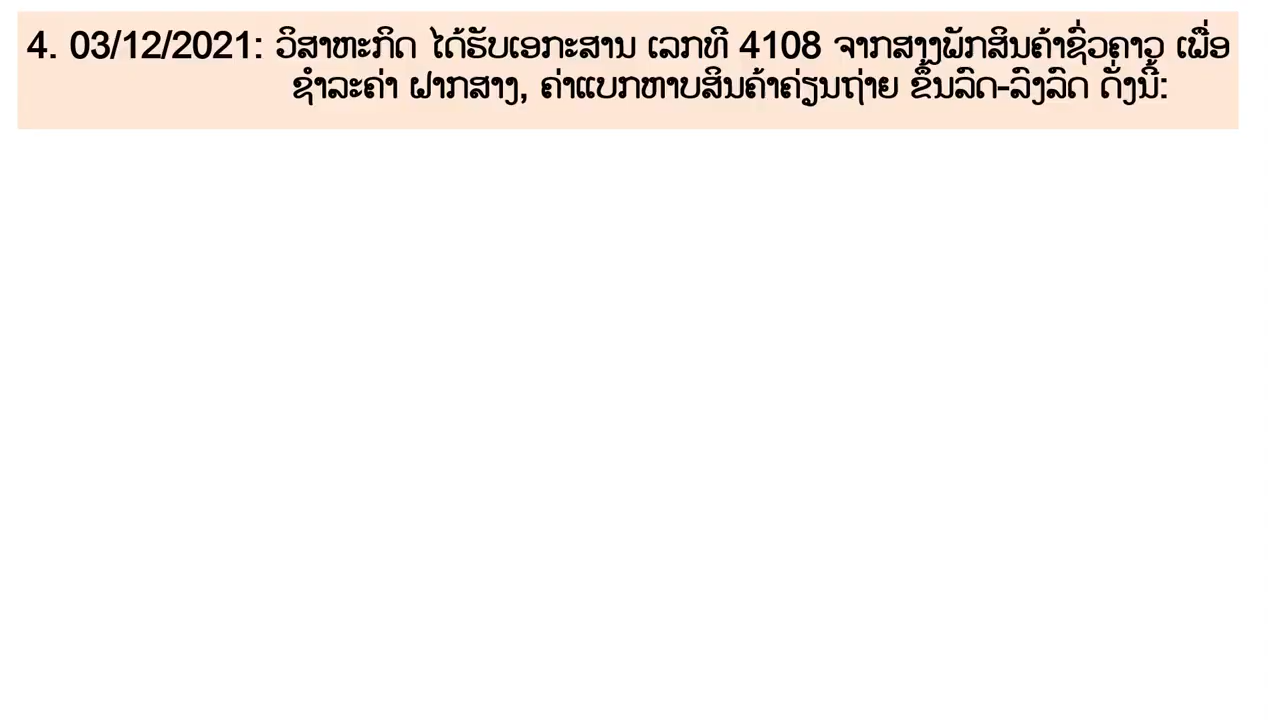 4. 03/12/2021: ວິສາຫະກິດ ໄດ້ຮັບເອກະສານ ເລກທີ 4108 ຈາກສາງພັກສິນຄ້າຊົ່ວຄາວ ເພື່ອ
ຊຳລະຄ່າ ຝາກສາງ, ຄ່າແບກຫາບສິນຄ້າຄ່ຽນຖ່າຍ ຂຶ້ນລົດ-ລົງລົດ ດັ່ງນີ້: